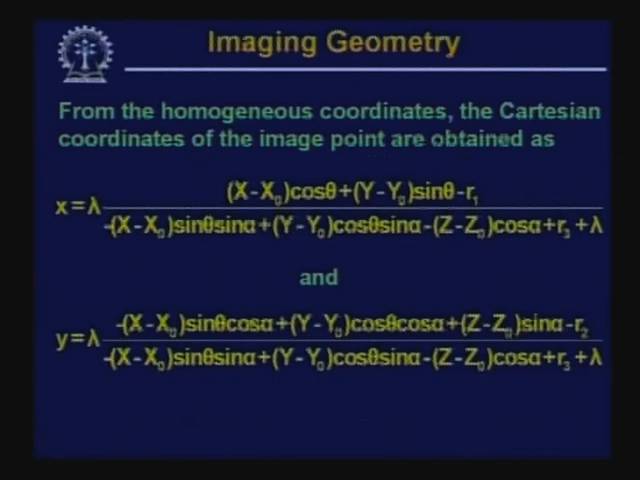 Imaging Geometry
From the homogeneous coordinates, the Cartesian
coordinates of the image point are obtained as
x=λ (X-X₀)cosθ+(Y-Y₀)sinθ-r₁
-(X-X₀)sinθsinα+(Y-Y₀)cosθsinα-(Z-Z₀)cosα+r₃+λ
and
y=λ -(X-X₀)sinθcosα+(Y-Y₀)cosθcosα+(Z-Z₀)sinα-r₂
-(X-X₀)sinθsinα+(Y-Y₀)cosθsinα-(Z-Z₀)cosα+r₃+λ